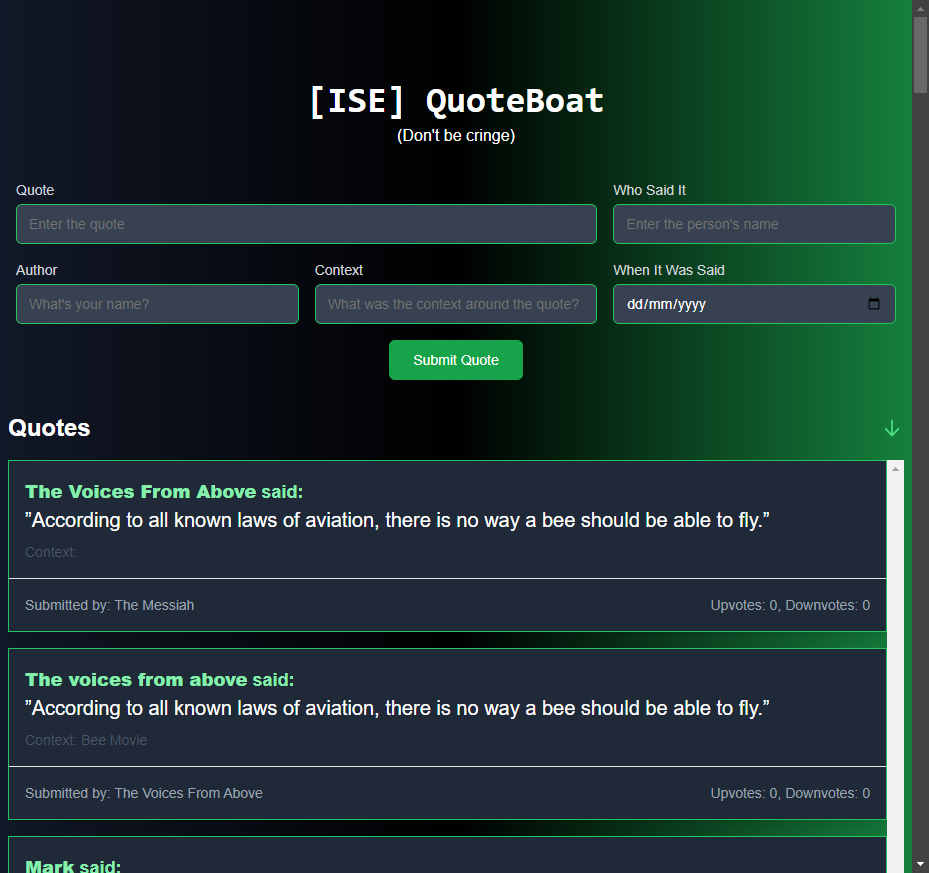 [ISE] QuoteBoat
(Don't be cringe)
Quote
Who Said It
Enter the quote
Enter the person's name
Author
Context
When It Was Said
What's your name?
What was the context around the quote?
dd/mm/yyyy
Submit Quote
Quotes
The Voices From Above said:
”According to all known laws of aviation, there is no way a bee should be able to fly.”
Context:
Submitted by: The Messiah
Upvotes: 0, Downvotes: 0
The voices from above said:
”According to all known laws of aviation, there is no way a bee should be able to fly.”
Context: Bee Movie
Submitted by: The Voices From Above
Upvotes: 0, Downvotes: 0
Mark said: